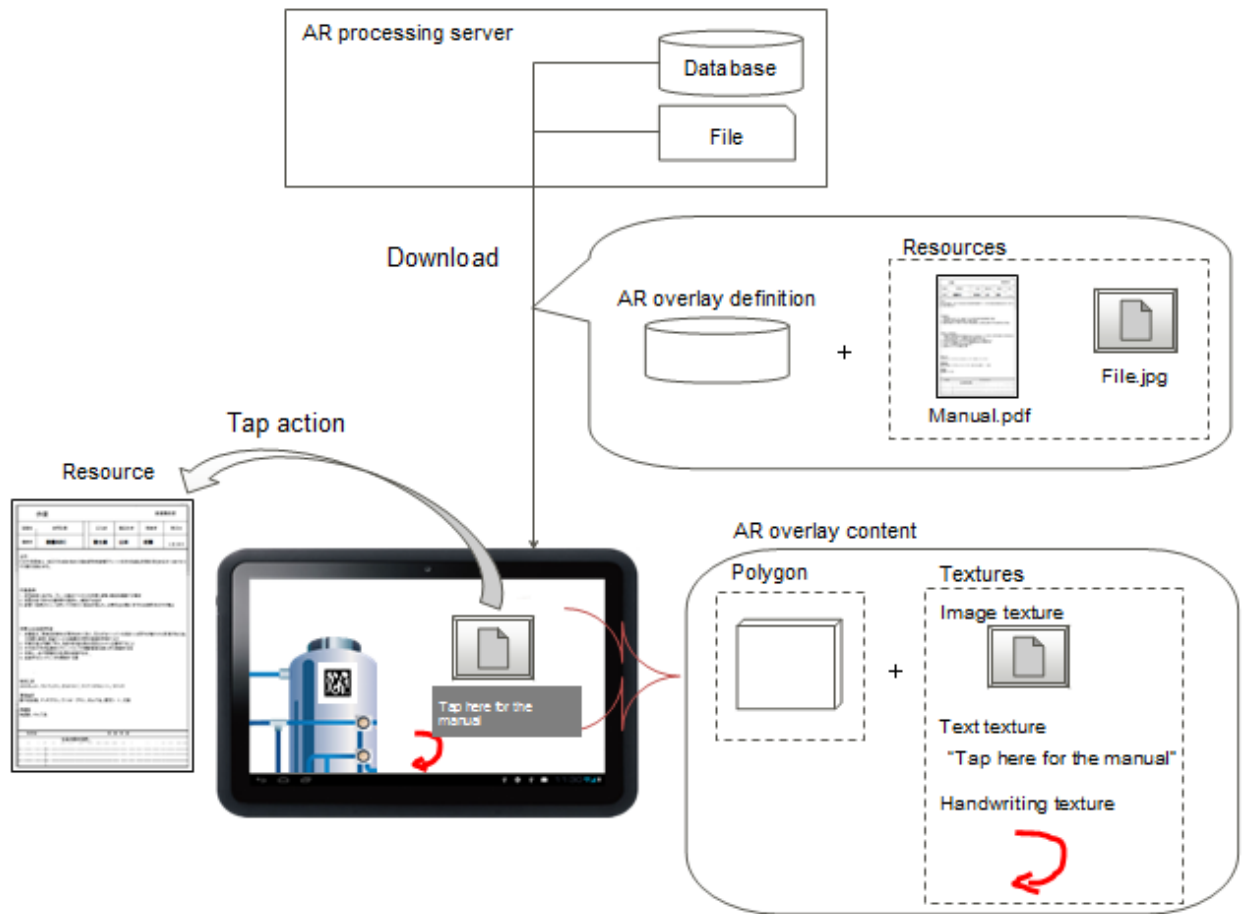 AR processing server
Database
File
Download
Resources
AR overlay definition
+
Manual.pdf
File.jpg
Tap action
Resource
Tap here for the
manual
AR overlay content
Polygon
+
Textures
Image texture
Text texture
"Tap here for the manual"
Handwriting texture